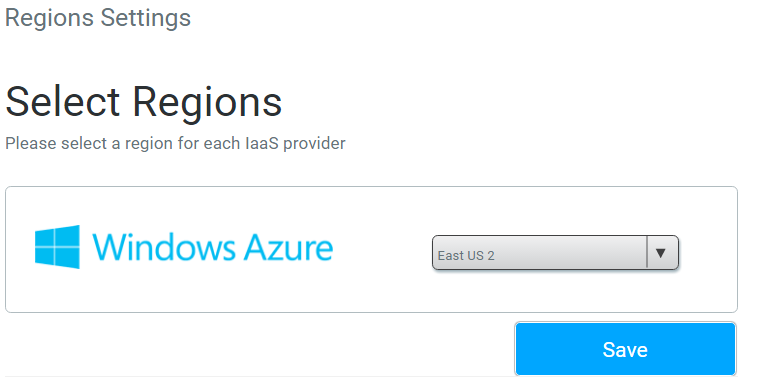 Regions Settings
Select Regions
Please select a region for each IaaS provider
Windows Azure
East US 2
Save